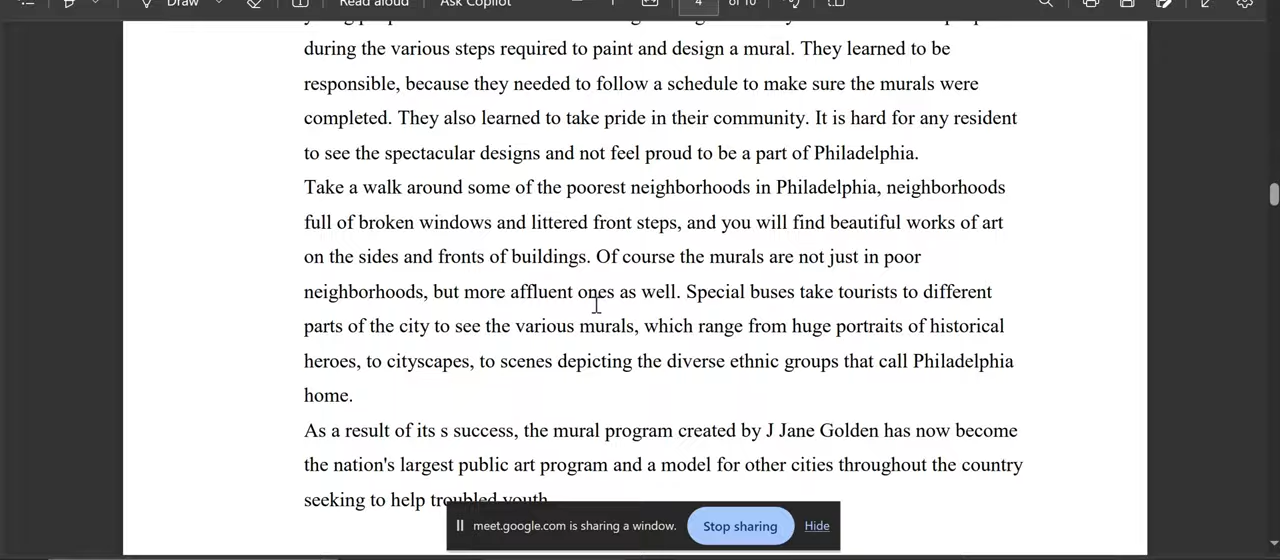 Draw
Read aloud
Ask Copilot
4
of 10
during the various steps required to paint and design a mural. They learned to be
responsible, because they needed to follow a schedule to make sure the murals were
completed. They also learned to take pride in their community. It is hard for any resident
to see the spectacular designs and not feel proud to be a part of Philadelphia.
Take a walk around some of the poorest neighborhoods in Philadelphia, neighborhoods
full of broken windows and littered front steps, and you will find beautiful works of art
on the sides and fronts of buildings. Of course the murals are not just in poor
neighborhoods, but more affluent ones as well. Special buses take tourists to different
parts of the city to see the various murals, which range from huge portraits of historical
heroes, to cityscapes, to scenes depicting the diverse ethnic groups that call Philadelphia
home.
As a result of its s success, the mural program created by J Jane Golden has now become
the nation's largest public art program and a model for other cities throughout the country
seeking to help troubled youth
meet.google.com is sharing a window.
Stop sharing
Hide